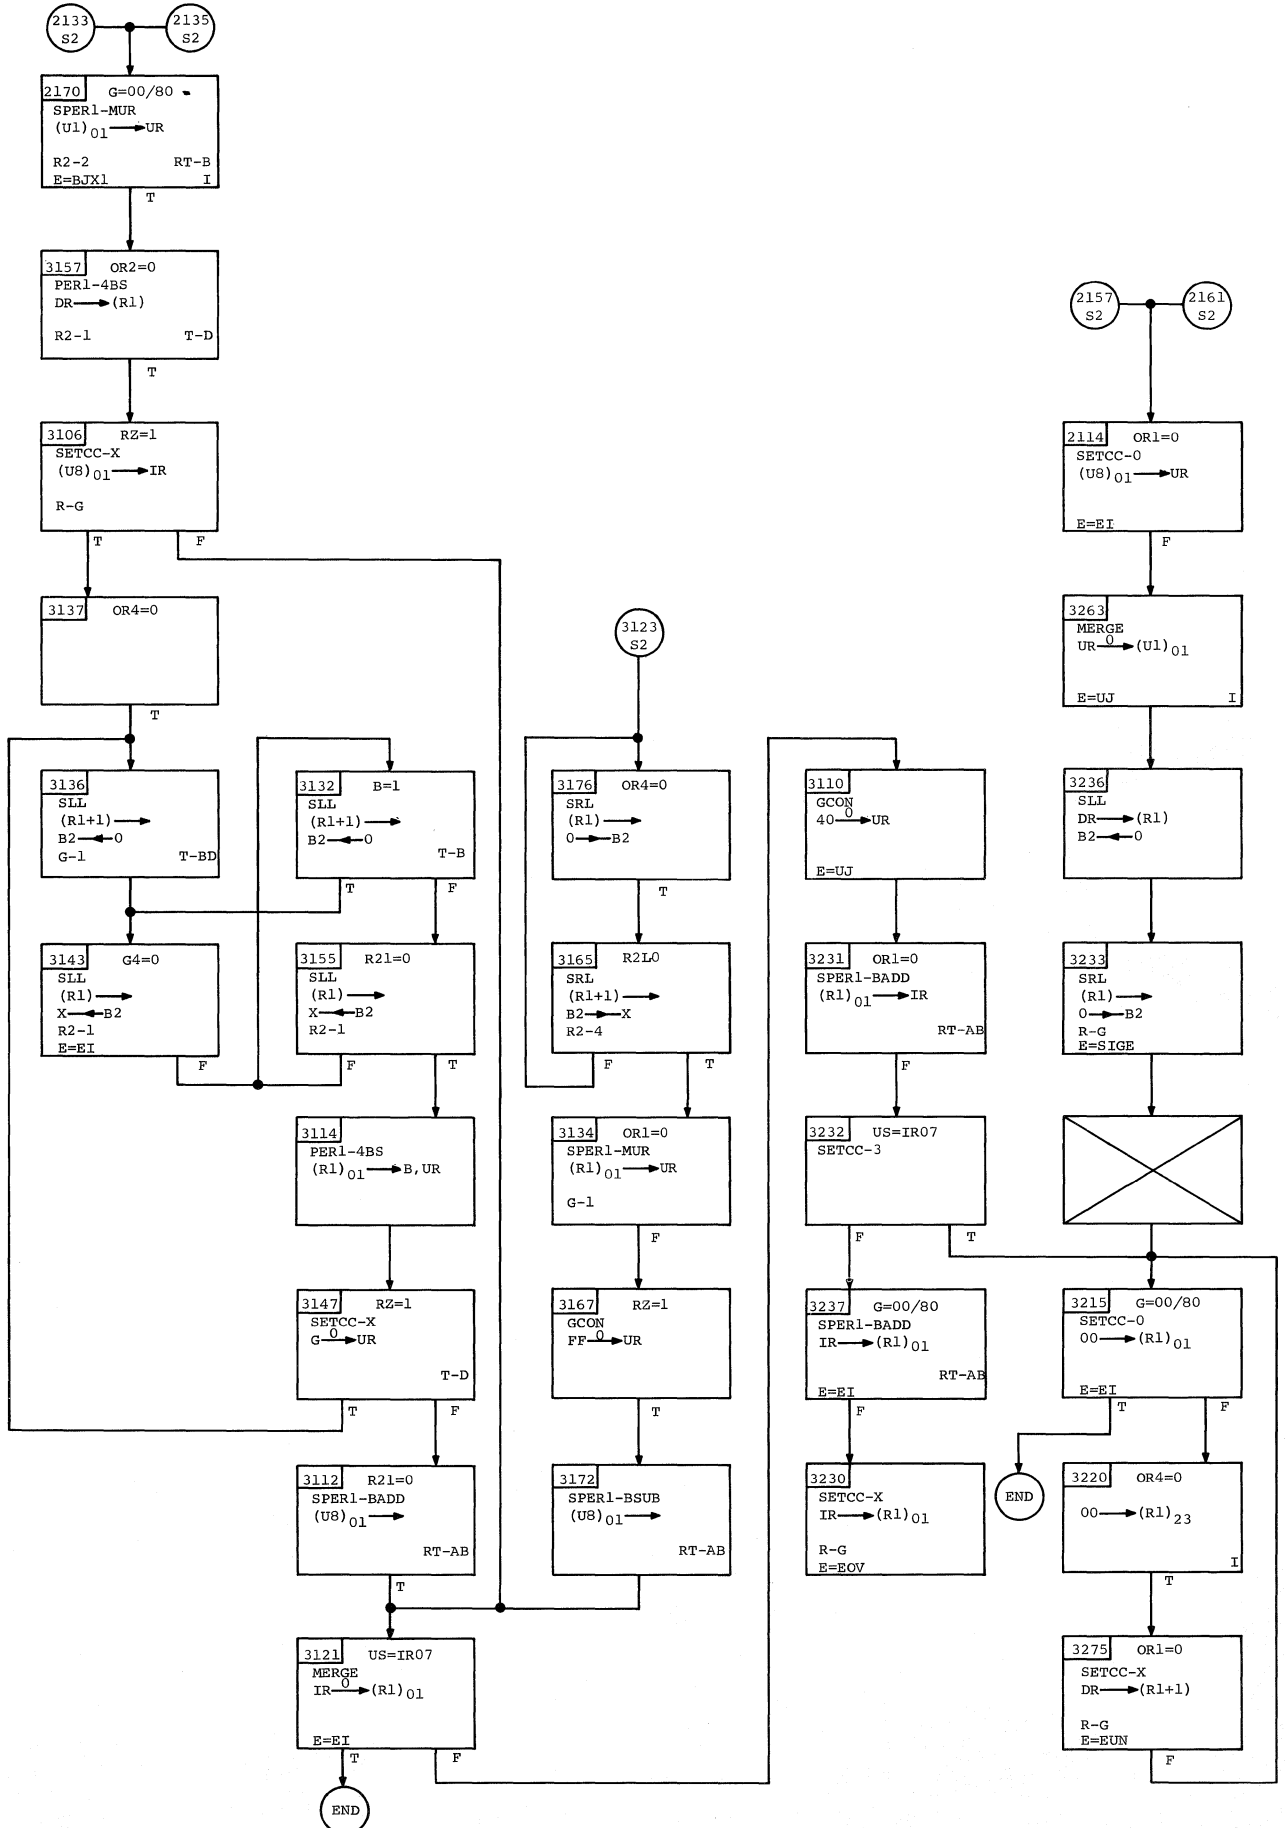 2133
S2
2135
S2
2170 G=00/80
SPER1-MUR
(U1)01 → UR
R2-2 RT-B
E=BJX1 I
T
3157 OR2=0
PER1-4BS
DR → (R1)
R2-1 T-D
T
3106 RZ=1
SETCC-X
(U8)01 → IR
R-G
T F
3137 OR4=0
T
3136
SLL
(R1+1) →
B2 ← 0
G-1 T-BD
3143 G4=0
SLL
(R1) →
X ← B2
R2-1
E=EI
F
3132 B=1
SLL
(R1+1) →
B2 ← 0
T-B
T F
3155 R21=0
SLL
(R1) →
X ← B2
R2-1
F T
3114
PER1-4BS
(R1)01 → B,UR
3147 RZ=1
SETCC-X
G 0→ UR
T-D
T F
3112 R21=0
SPER1-BADD
(U8)01 →
RT-AB
T
3121 US=IR07
MERGE
IR 0→ (R1)01
E=EI
T F
END
3123
S2
3176 OR4=0
SRL
(R1) →
0 → B2
T
3165 R2L0
SRL
(R1+1) →
B2 → X
R2-4
F T
3134 OR1=0
SPER1-MUR
(R1)01 → UR
G-1
F
3167 RZ=1
GCON
FF 0→ UR
T
3172
SPER1-BSUB
(U8)01 →
RT-AB
3110
GCON
40 0→ UR
E=UJ
3231 OR1=0
SPER1-BADD
(R1)01 → IR
RT-AB
F
3232 US=IR07
SETCC-3
F T
3237 G=00/80
SPER1-BADD
IR → (R1)01
RT-AB
E=EI
F
3230
SETCC-X
IR → (R1)01
R-G
E=EOV
2157
S2
2161
S2
2114 OR1=0
SETCC-0
(U8)01 → UR
E=EI
F
3263
MERGE
UR 0→ (U1)01
E=UJ I
3236
SLL
DR → (R1)
B2 ← 0
3233
SRL
(R1) →
0 → B2
R-G
E=SIGE
3215 G=00/80
SETCC-0
00 → (R1)01
E=EI
T F
END
3220 OR4=0
00 → (R1)23
I
T
3275 OR1=0
SETCC-X
DR → (R1+1)
R-G
E=EUN
F